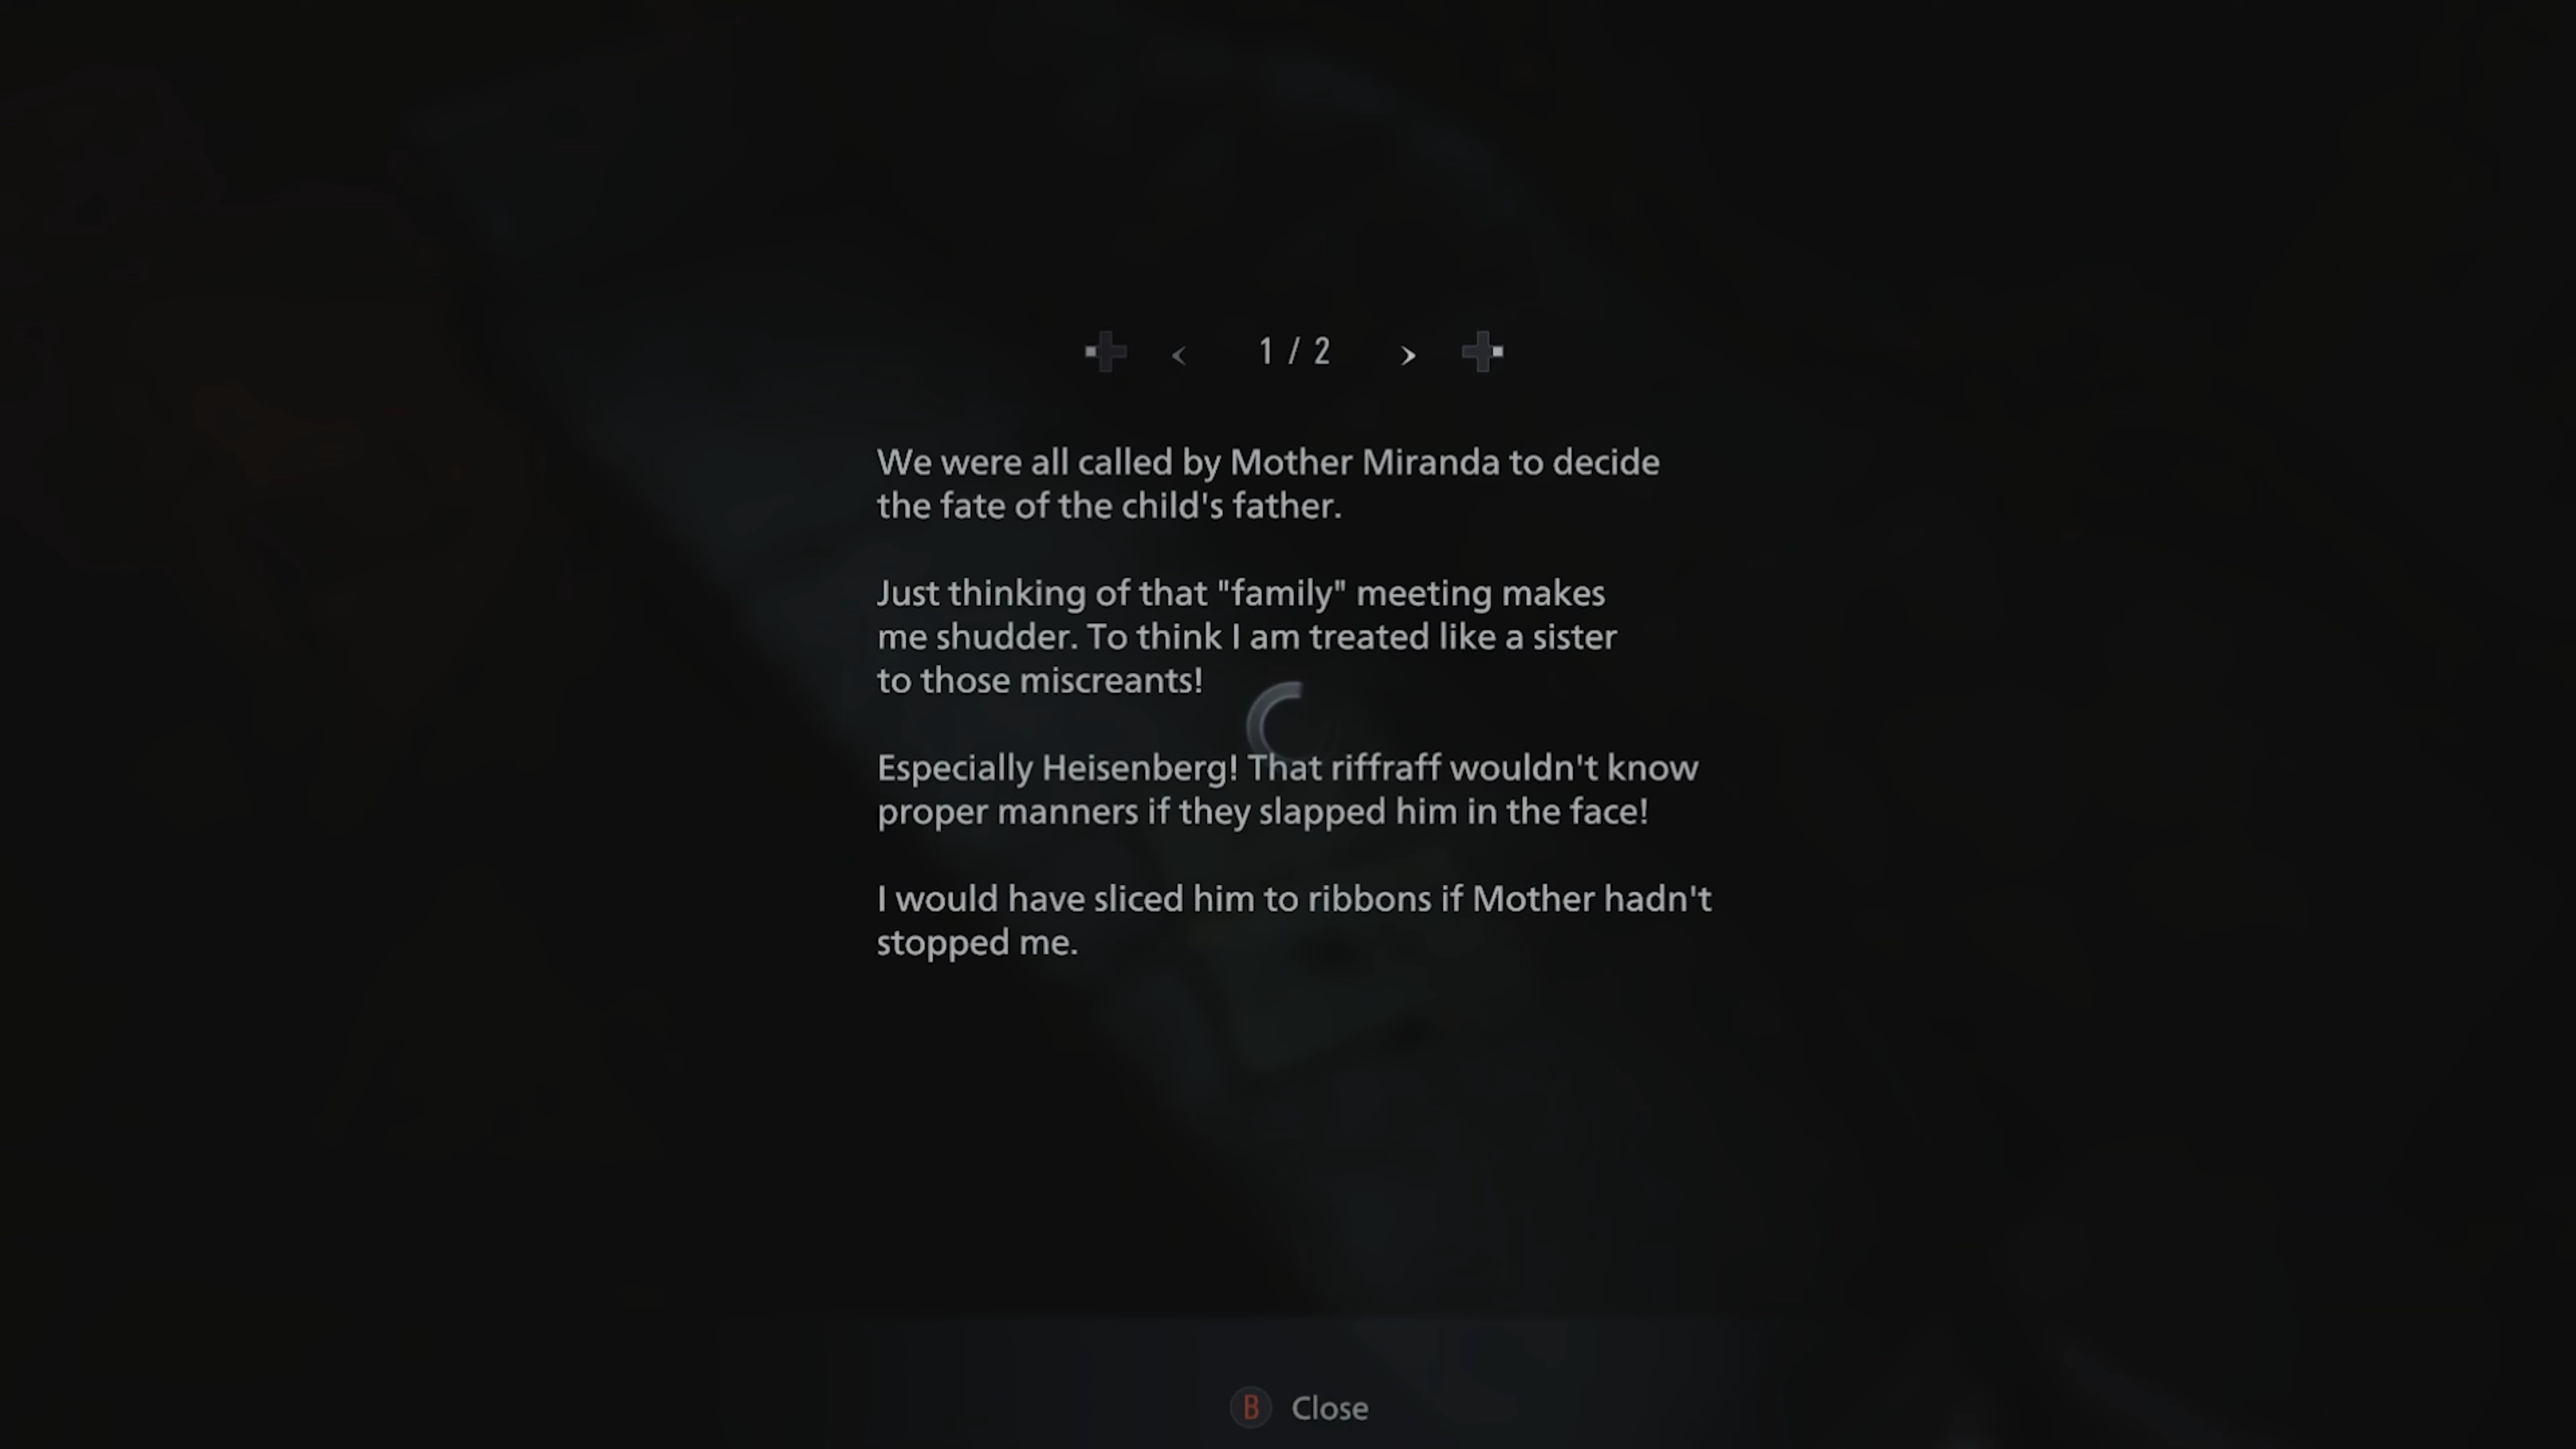 1 / 2
We were all called by Mother Miranda to decide
the fate of the child's father.
Just thinking of that "family" meeting makes
me shudder. To think I am treated like a sister
to those miscreants!
Especially Heisenberg! That riffraff wouldn't know
proper manners if they slapped him in the face!
I would have sliced him to ribbons if Mother hadn't
stopped me.
B Close